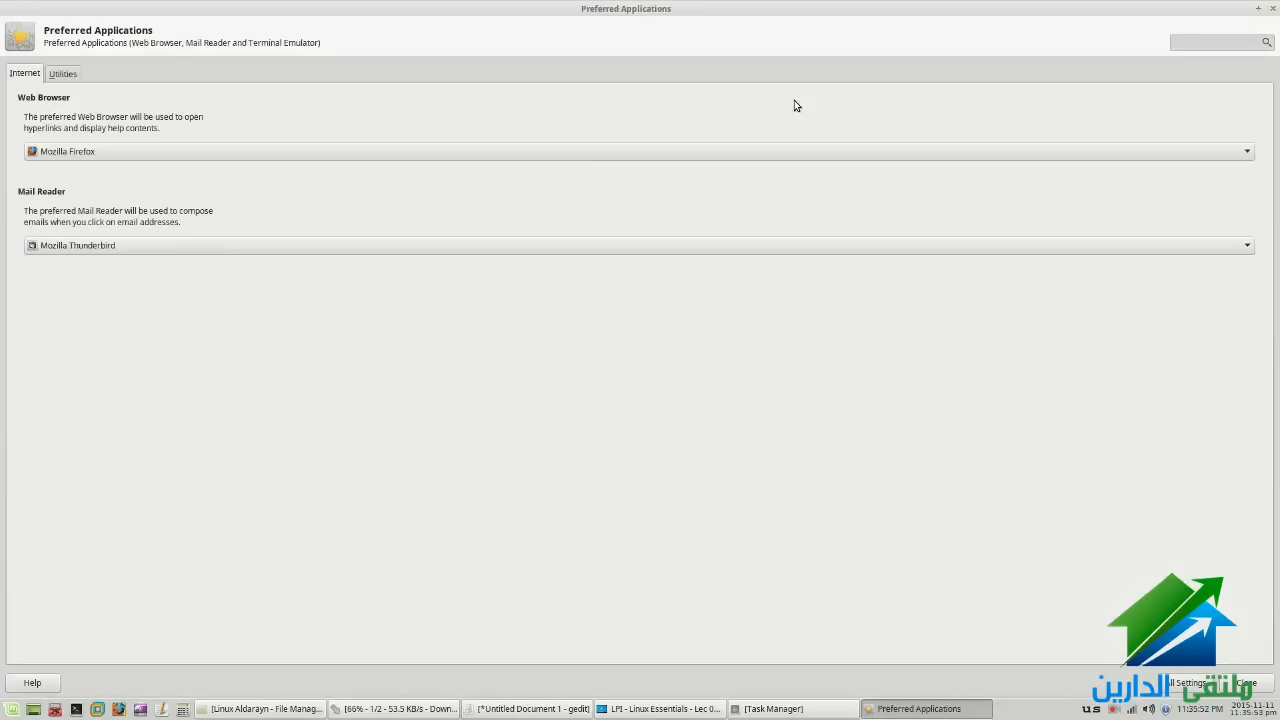 Preferred Applications
Preferred Applications
Preferred Applications (Web Browser, Mail Reader and Terminal Emulator)
Internet
Utilities
Web Browser
The preferred Web Browser will be used to open
hyperlinks and display help contents.
Mozilla Firefox
Mail Reader
The preferred Mail Reader will be used to compose
emails when you click on email addresses.
Mozilla Thunderbird
Help
ll Settings
Close
ملتقى الدارين
[Linux Aldarayn - File Manag...
[66% - 1/2 - 53.5 KB/s - Down...
[*Untitled Document 1 - gedit]
LPI - Linux Essentials - Lec 0...
[Task Manager]
Preferred Applications
us
11:35:52 PM
2015-11-11
11:35:53 pm